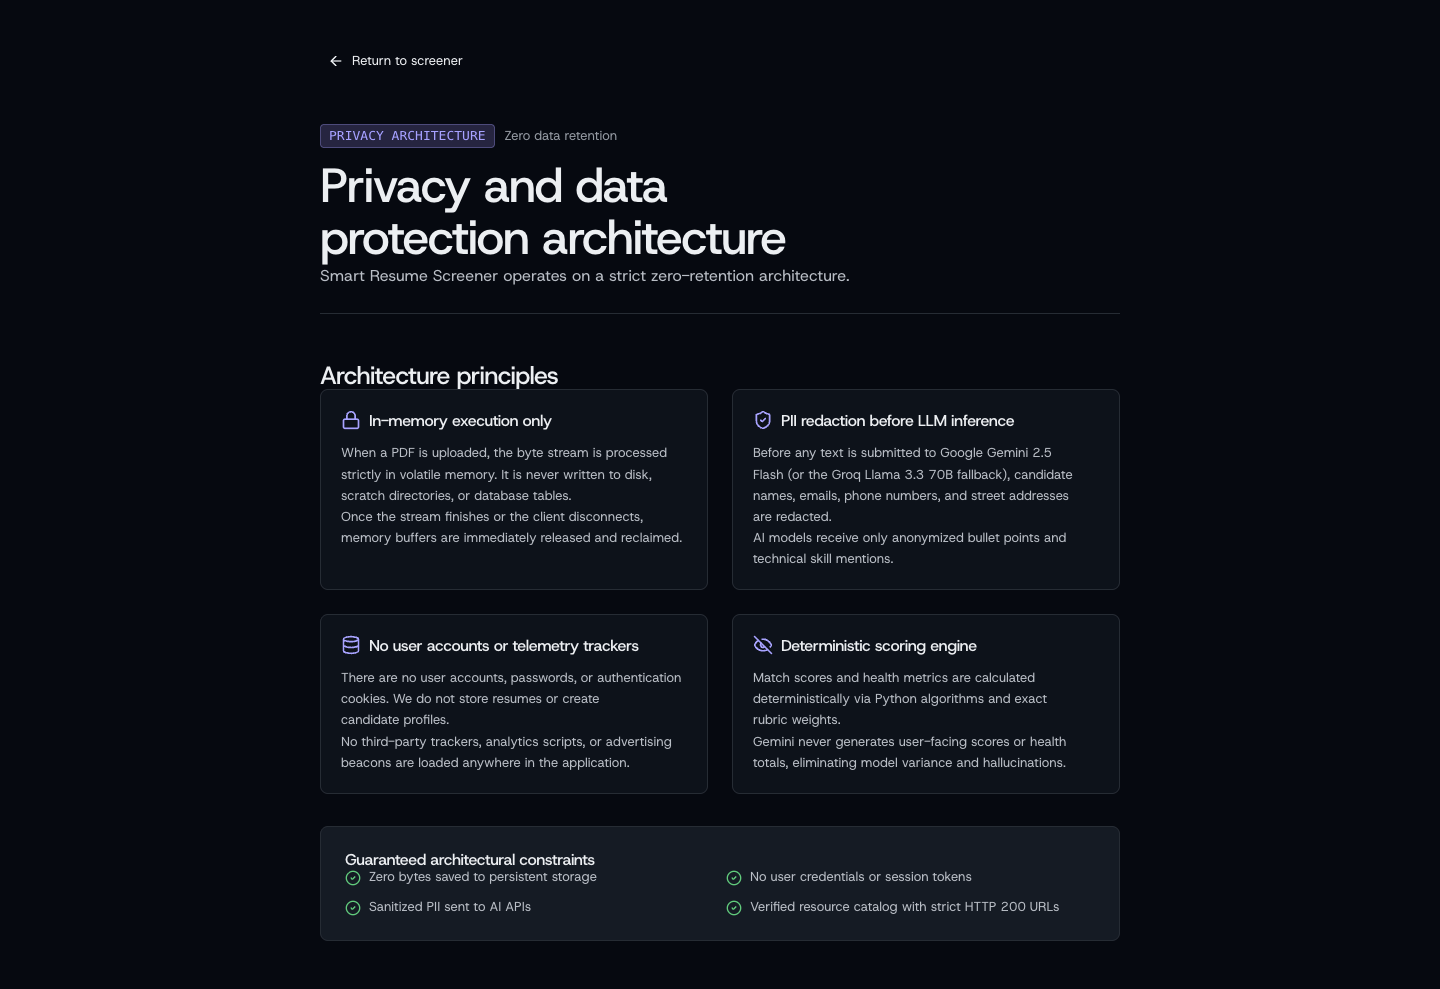 Return to screener
PRIVACY ARCHITECTURE Zero data retention
Privacy and data
protection architecture
Smart Resume Screener operates on a strict zero-retention architecture.
Architecture principles
In-memory execution only
When a PDF is uploaded, the byte stream is processed
strictly in volatile memory. It is never written to disk,
scratch directories, or database tables.
Once the stream finishes or the client disconnects,
memory buffers are immediately released and reclaimed.
PII redaction before LLM inference
Before any text is submitted to Google Gemini 2.5
Flash (or the Groq Llama 3.3 70B fallback), candidate
names, emails, phone numbers, and street addresses
are redacted.
AI models receive only anonymized bullet points and
technical skill mentions.
No user accounts or telemetry trackers
There are no user accounts, passwords, or authentication
cookies. We do not store resumes or create
candidate profiles.
No third-party trackers, analytics scripts, or advertising
beacons are loaded anywhere in the application.
Deterministic scoring engine
Match scores and health metrics are calculated
deterministically via Python algorithms and exact
rubric weights.
Gemini never generates user-facing scores or health
totals, eliminating model variance and hallucinations.
Guaranteed architectural constraints
Zero bytes saved to persistent storage
No user credentials or session tokens
Sanitized PII sent to AI APIs
Verified resource catalog with strict HTTP 200 URLs